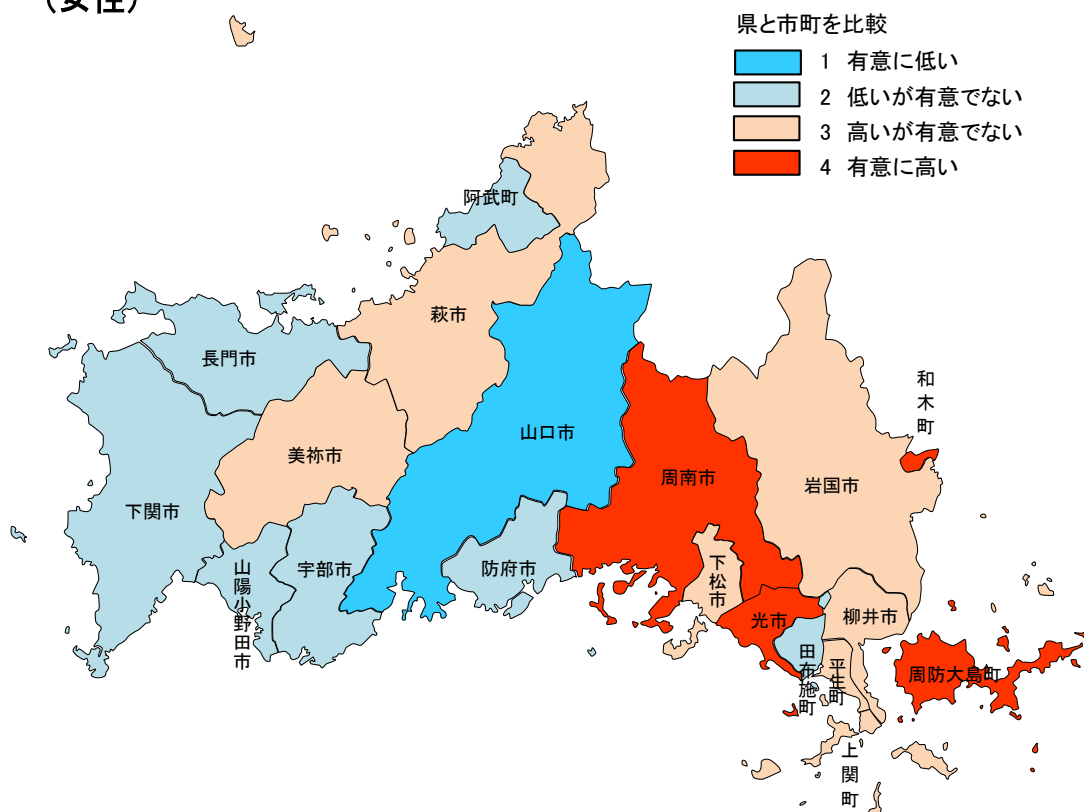 （女性）
県と市町を比較
1 有意に低い
2 低いが有意でない
3 高いが有意でない
4 有意に高い
阿武町
萩市
長門市
和木町
山口市
美祢市
周南市
岩国市
下関市
山陽小野田市
宇部市
防府市
下松市
光市
柳井市
田布施町
平生町
周防大島町
上関町